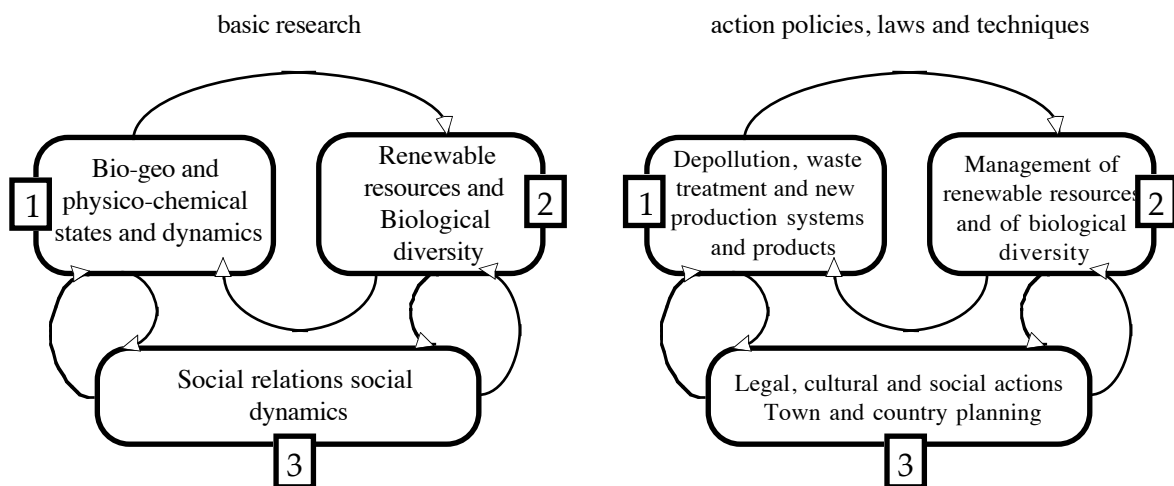 basic research
Bio-geo and
physico-chemical
states and dynamics
1
Renewable
resources and
Biological
diversity
2
Social relations social
dynamics
3
action policies, laws and techniques
Depollution, waste
treatment and new
production systems
and products
1
Management of
renewable resources
and of biological
diversity
2
Legal, cultural and social actions
Town and country planning
3